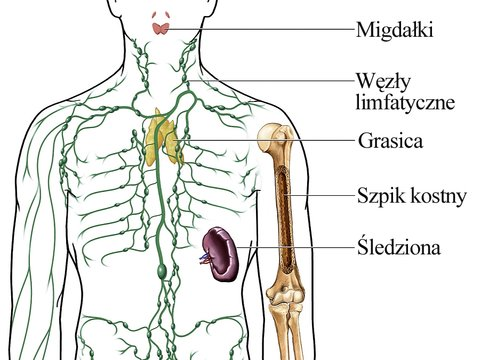 Migdałki
Węzły
limfatyczne
Grasica
Szpik kostny
Śledziona